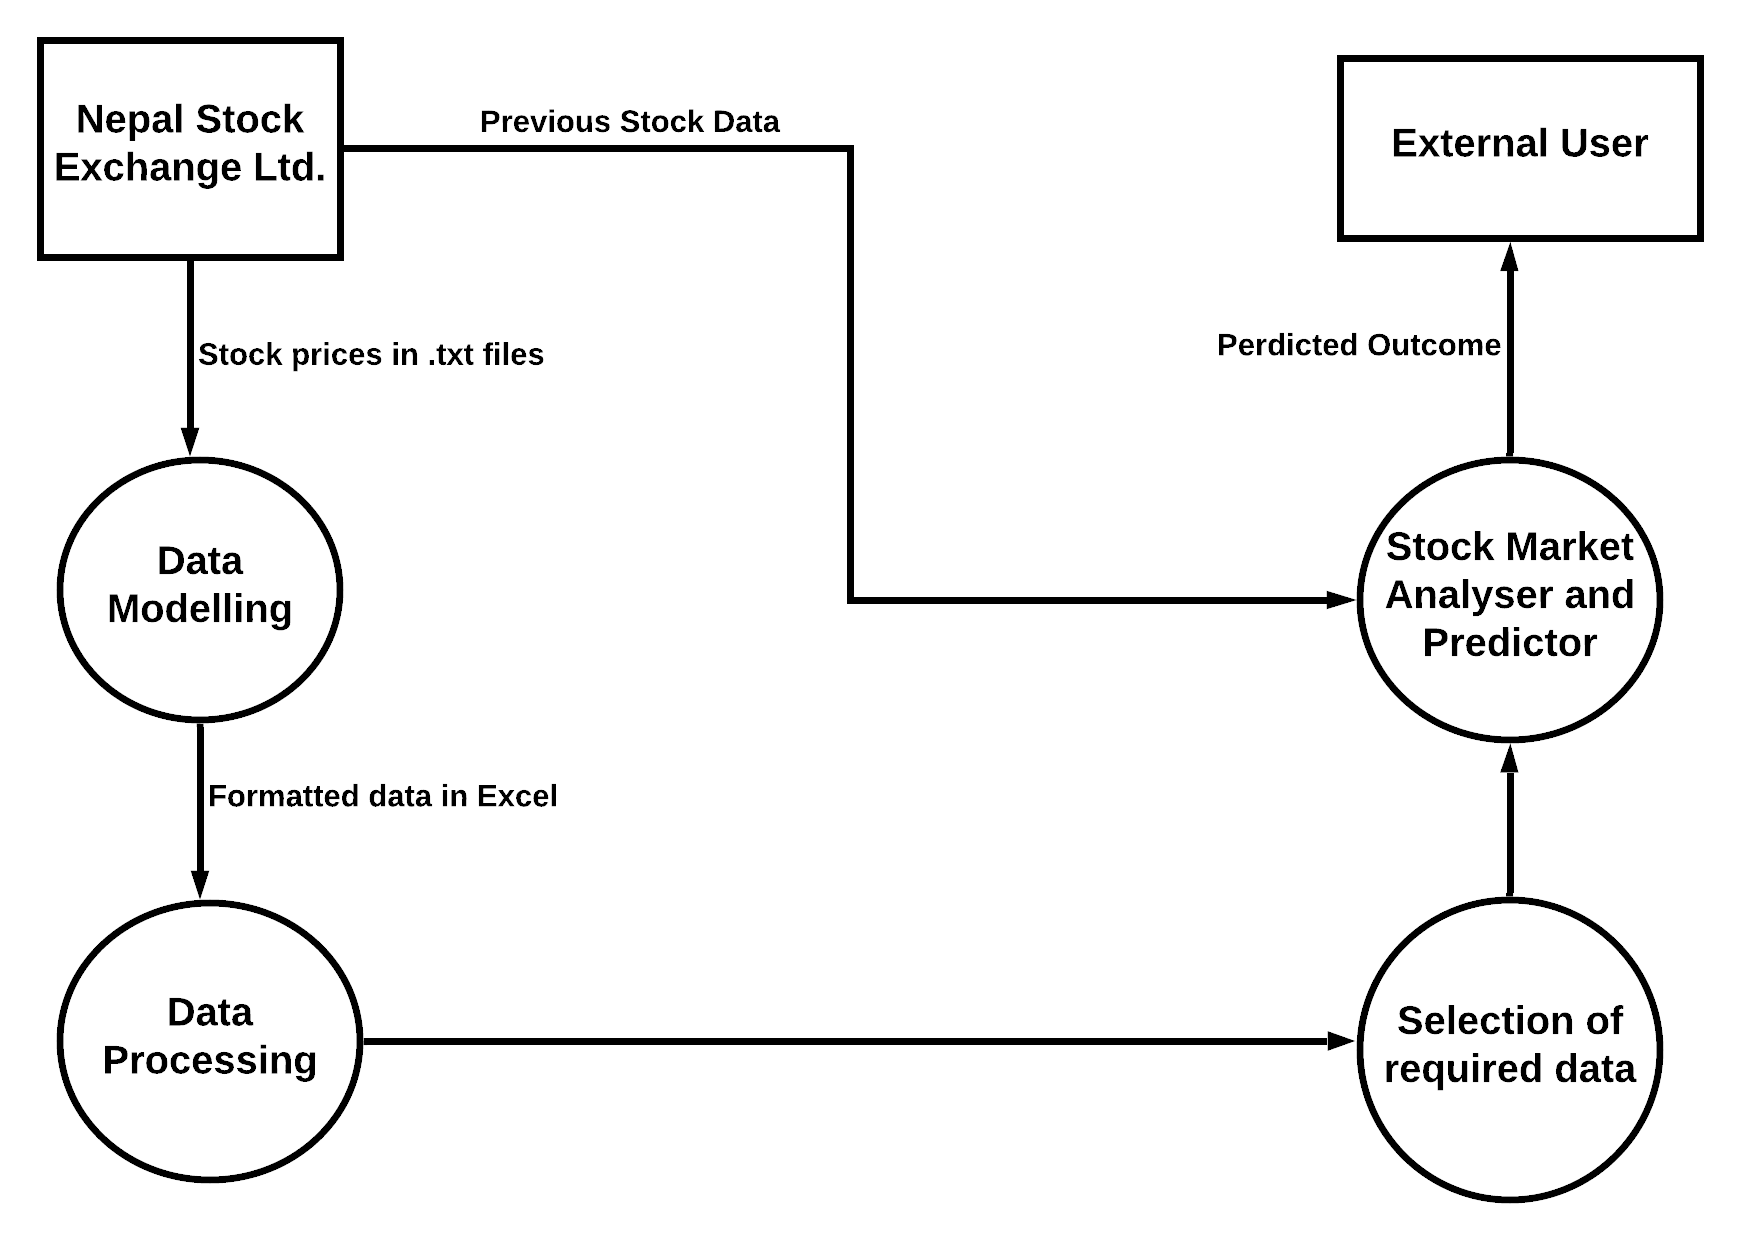 Nepal Stock
Exchange Ltd.
Previous Stock Data
External User
Stock prices in .txt files
Perdicted Outcome
Data
Modelling
Stock Market
Analyser and
Predictor
Formatted data in Excel
Data
Processing
Selection of
required data